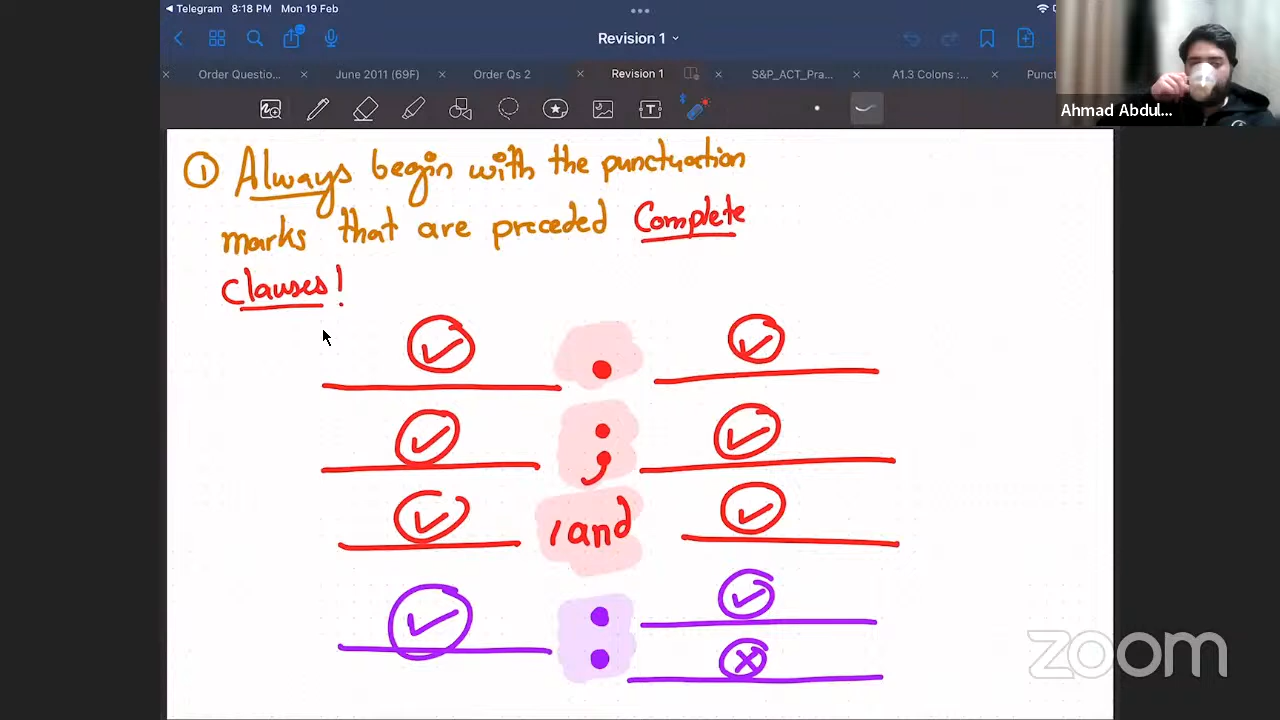 Telegram 8:18 PM Mon 19 Feb
Revision 1
Order Questio... June 2011 (69F) Order Qs 2 Revision 1 S&P_ACT_Pra... A1.3 Colons :... Punct
Ahmad Abdul...
① Always begin with the punctuation
marks that are preceded Complete
Clauses!
.
;
, and
:
zoom